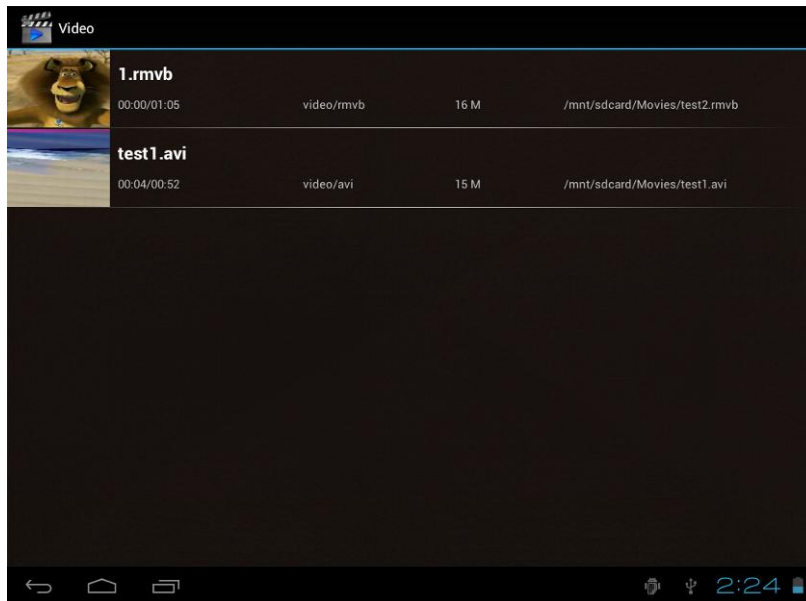 Video
1.rmvb
00:00/01:05 video/rmvb 16 M /mnt/sdcard/Movies/test2.rmvb
test1.avi
00:04/00:52 video/avi 15 M /mnt/sdcard/Movies/test1.avi
2:24